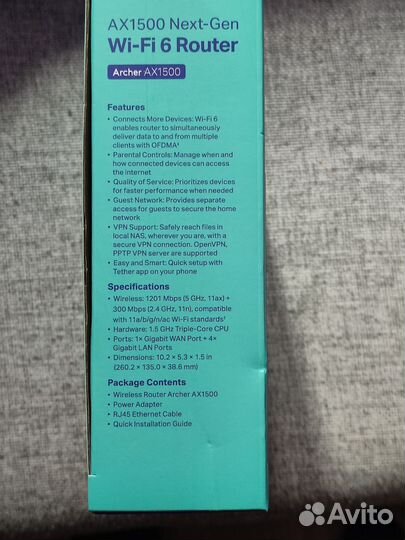 AX1500 Next-Gen
Wi-Fi 6 Router
Archer AX1500
Features
• Connects More Devices: Wi-Fi 6
enables router to simultaneously
deliver data to and from multiple
clients with OFDMA‡
• Parental Controls: Manage when and
how connected devices can access
the internet
• Quality of Service: Prioritizes devices
for faster performance when needed
• Guest Network: Provides separate
access for guests to secure the home
network
• VPN Support: Safely reach files in
local NAS, wherever you are, with a
secure VPN connection. OpenVPN,
PPTP VPN server are supported
• Easy and Smart: Quick setup with
Tether app on your phone
Specifications
• Wireless: 1201 Mbps (5 GHz, 11ax) +
300 Mbps (2.4 GHz, 11n), compatible
with 11a/b/g/n/ac Wi-Fi standards†
• Hardware: 1.5 GHz Triple-Core CPU
• Ports: 1× Gigabit WAN Port + 4×
Gigabit LAN Ports
• Dimensions: 10.2 × 5.3 × 1.5 in
(260.2 × 135.0 × 38.6 mm)
Package Contents
• Wireless Router Archer AX1500
• Power Adapter
• RJ45 Ethernet Cable
• Quick Installation Guide
Avito